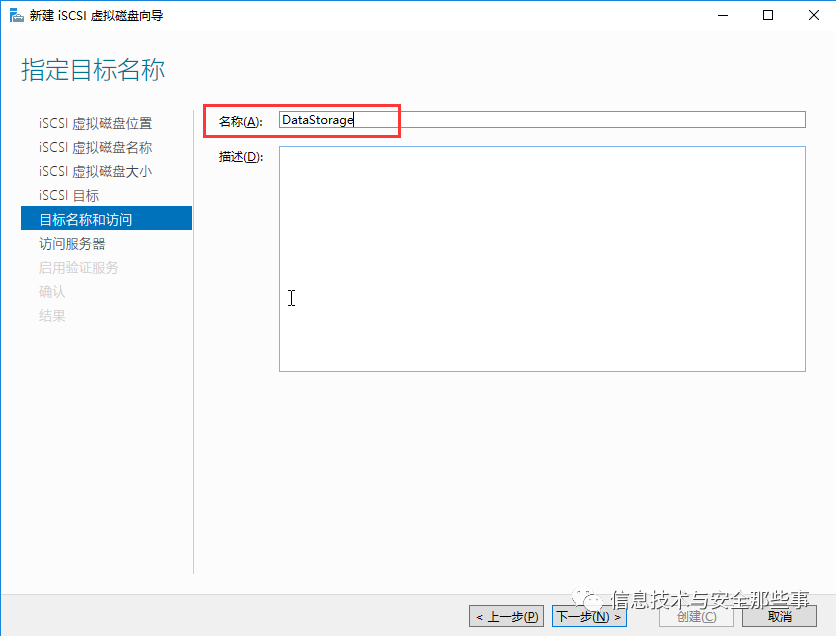 新建 iSCSI 虚拟磁盘向导
指定目标名称
iSCSI 虚拟磁盘位置
iSCSI 虚拟磁盘名称
iSCSI 虚拟磁盘大小
iSCSI 目标
目标名称和访问
访问服务器
启用验证服务
确认
结果
名称(A): DataStorage
描述(D):
信息技术与安全那些事
< 上一步(P) 下一步(N) > 创建(C) 取消